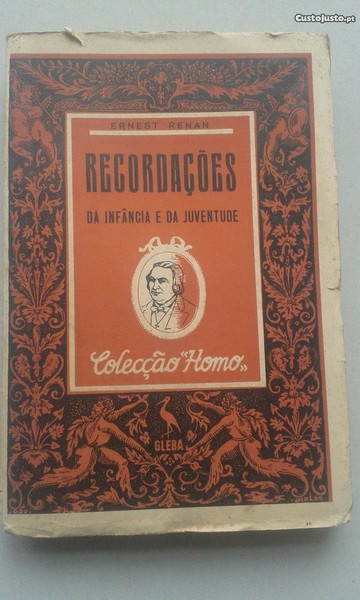 CustoJusto.pt
ERNEST RENAN
RECORDAÇÕES
DA INFÂNCIA E DA JUVENTUDE
Colecção "Homo"
GLEBA